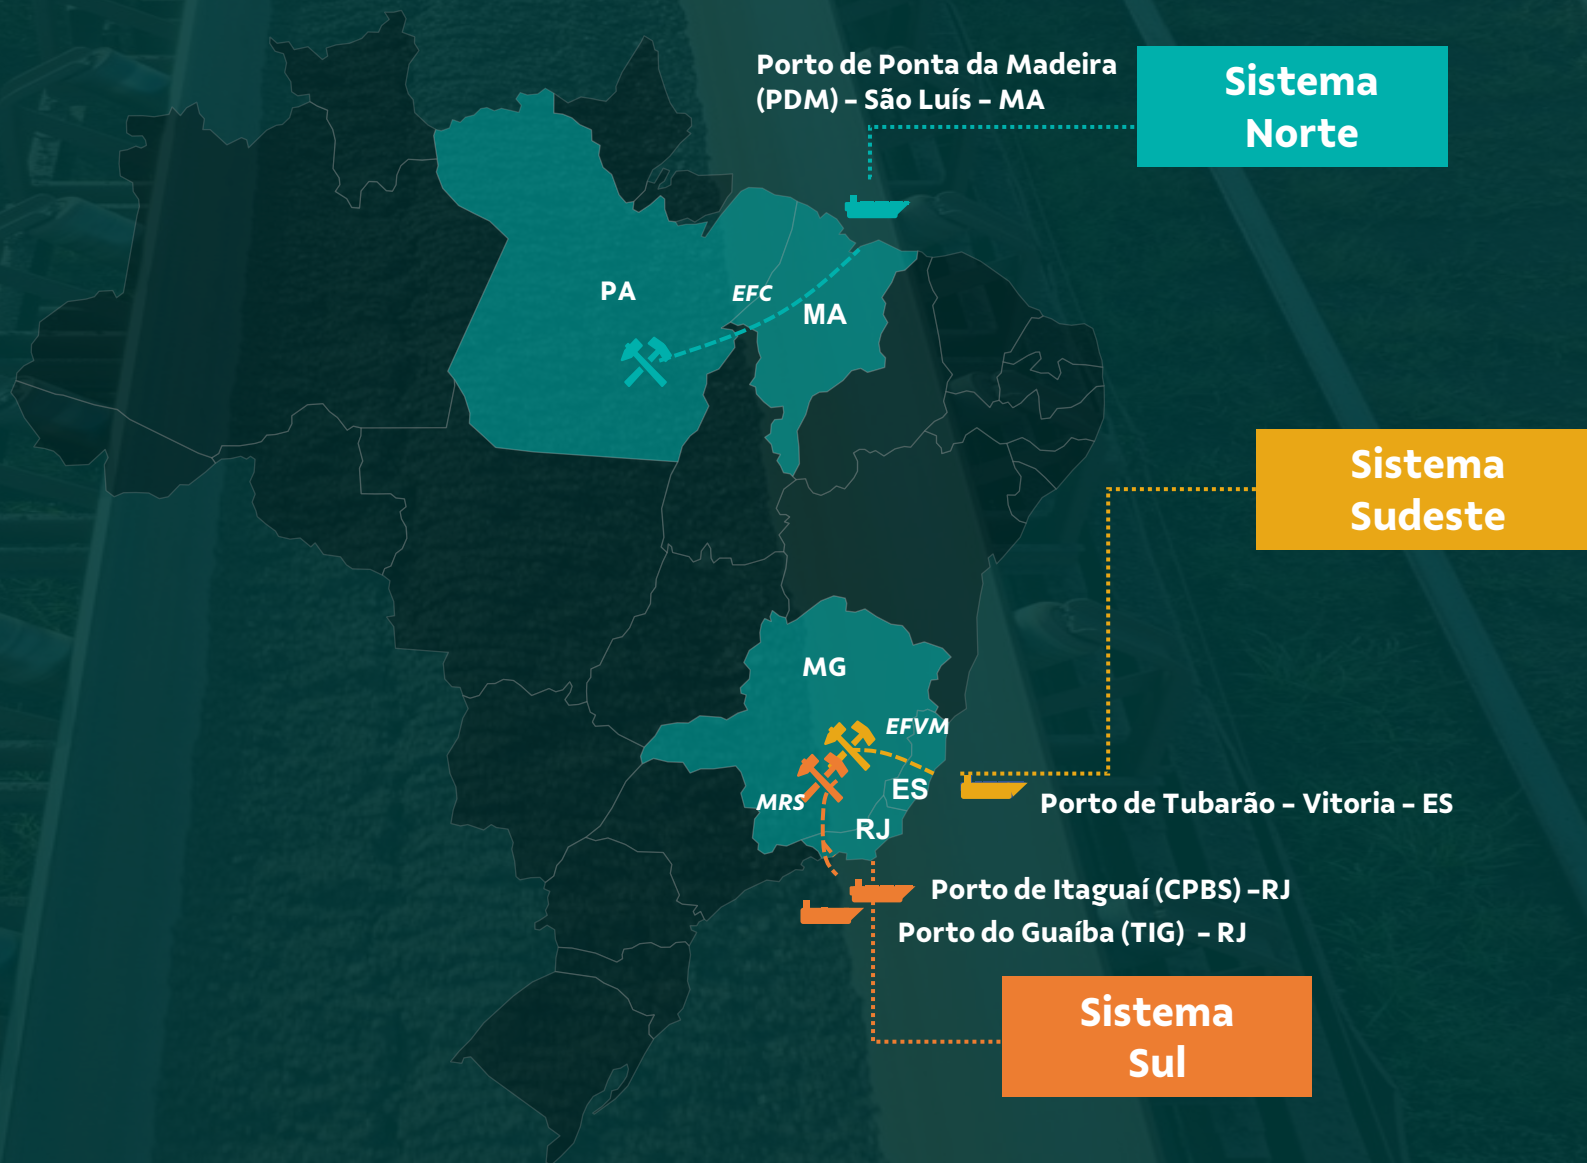 Porto de Ponta da Madeira
(PDM) – São Luís – MA
Sistema
Norte
PA
EFC
MA
Sistema
Sudeste
MG
EFVM
ES
MRS
RJ
Porto de Tubarão – Vitoria – ES
Porto de Itaguaí (CPBS) –RJ
Porto do Guaíba (TIG) – RJ
Sistema
Sul